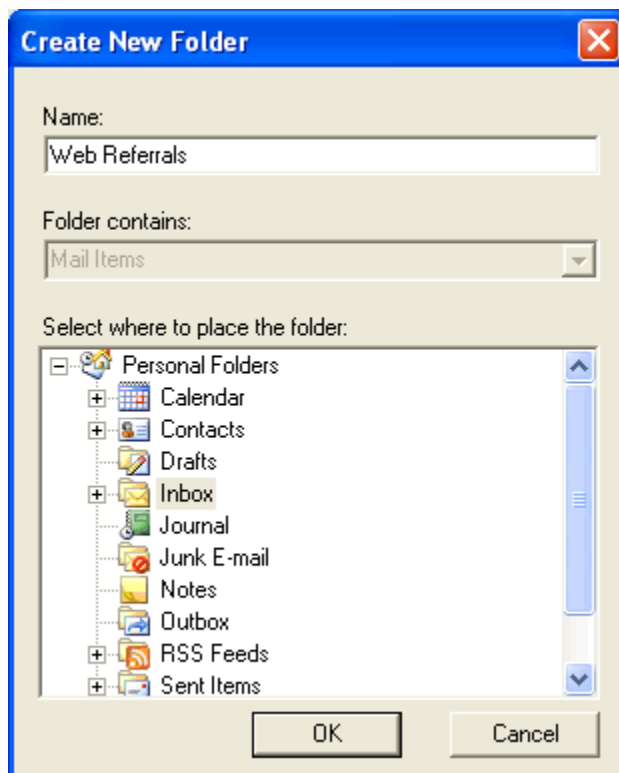 Create New Folder
Name:
Web Referrals
Folder contains:
Mail Items
Select where to place the folder:
Personal Folders
Calendar
Contacts
Drafts
Inbox
Journal
Junk E-mail
Notes
Outbox
RSS Feeds
Sent Items
OK Cancel